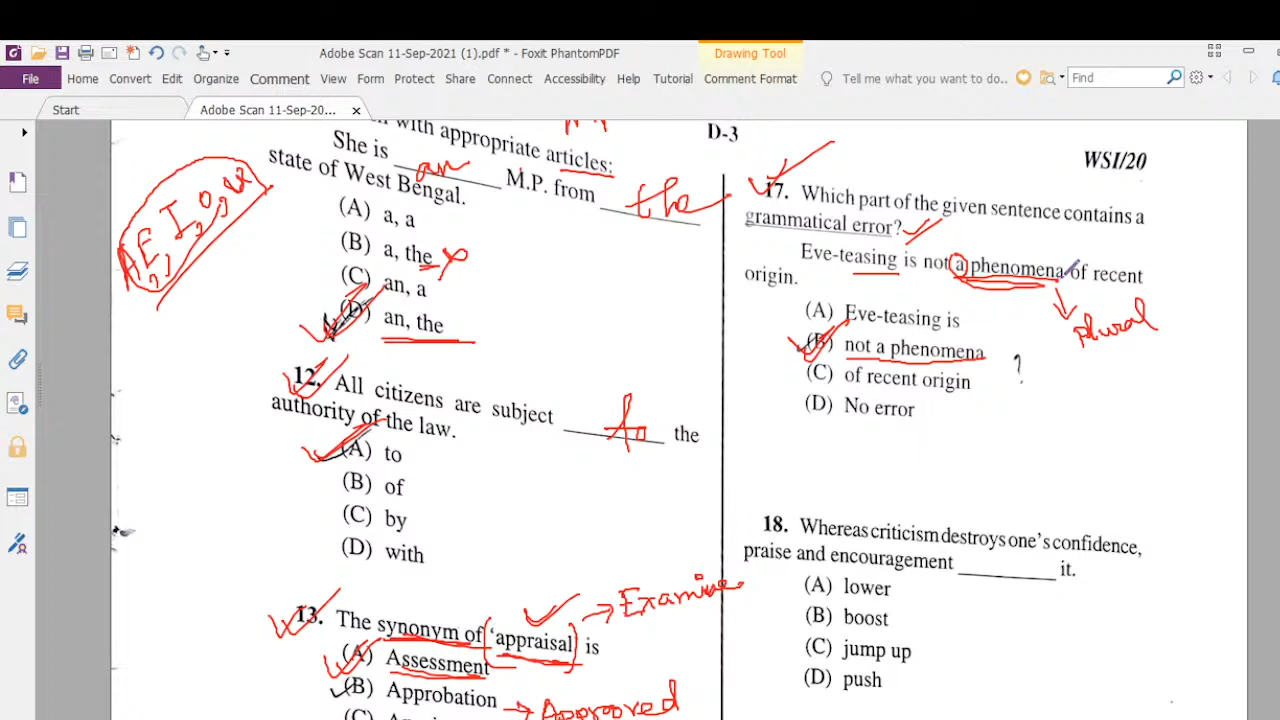 Adobe Scan 11-Sep-2021 (1).pdf * - Foxit PhantomPDF
Drawing Tool
File Home Convert Edit Organize Comment View Form Protect Share Connect Accessibility Help Tutorial Comment Format Tell me what you want to do.. Find
Start
Adobe Scan 11-Sep-20...
with appropriate articles:
She is an M.P. from the
state of West Bengal.
(A) a, a
(B) a, the
(C) an, a
(D) an, the
12. All citizens are subject to the
authority of the law.
(A) to
(B) of
(C) by
(D) with
13. The synonym of 'appraisal is
Examine
(A) Assessment
(B) Approbation
Approved
D-3
WSI/20
17. Which part of the given sentence contains a
grammatical error?
Eve-teasing is not a phenomena of recent
origin.
Plural
(A) Eve-teasing is
(B) not a phenomena
?
(C) of recent origin
(D) No error
18. Whereas criticism destroys one's confidence,
praise and encouragement it.
(A) lower
(B) boost
(C) jump up
(D) push